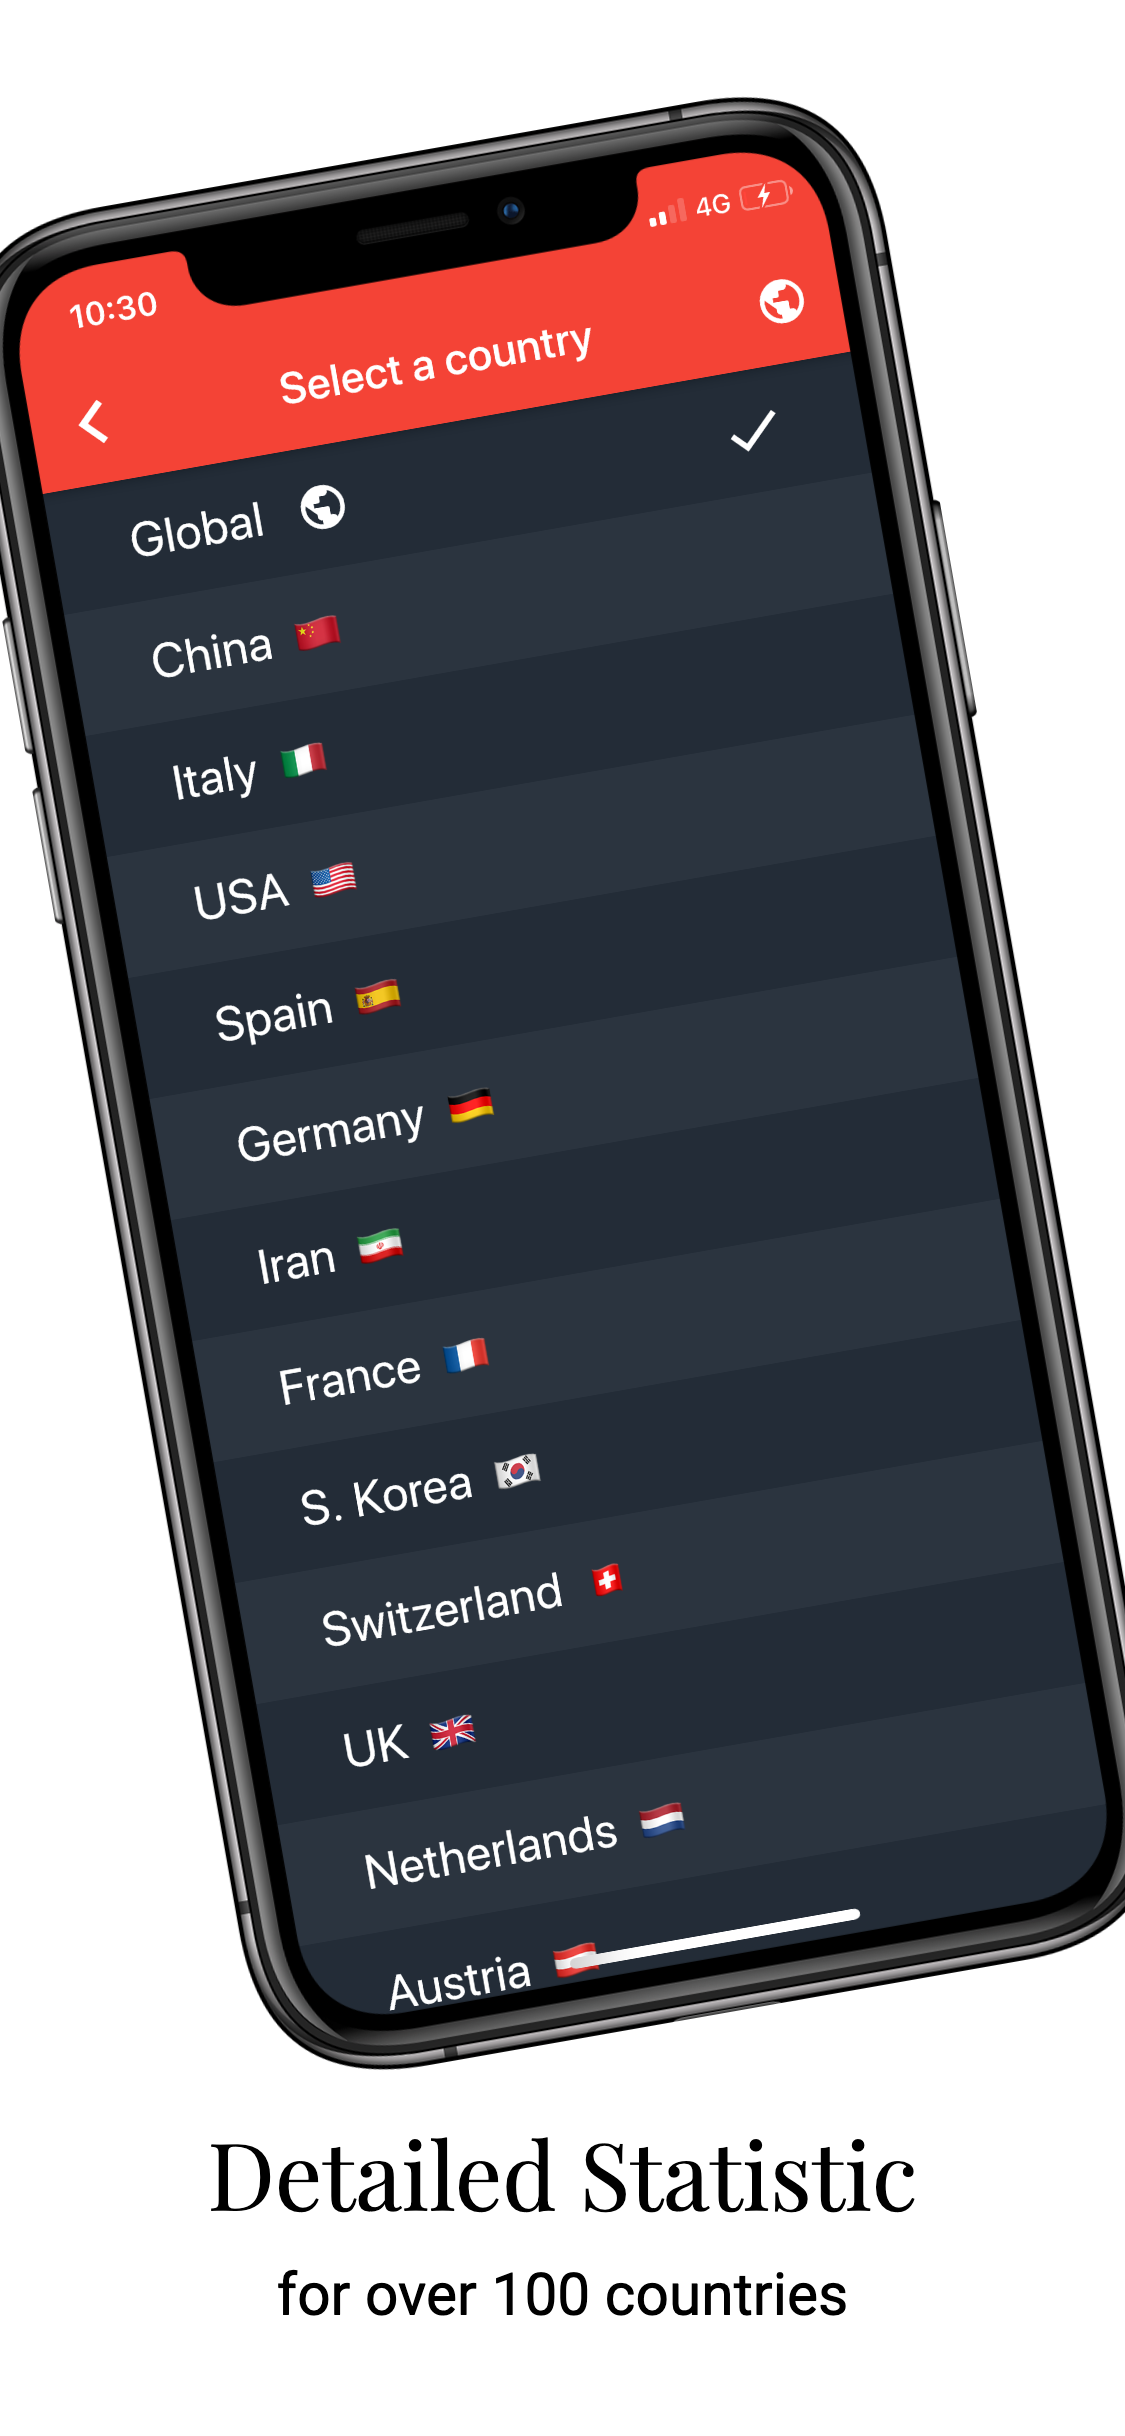 10:30
4G
Select a country
Global
China
Italy
USA
Spain
Germany
Iran
France
S. Korea
Switzerland
UK
Netherlands
Austria
Detailed Statistic
for over 100 countries